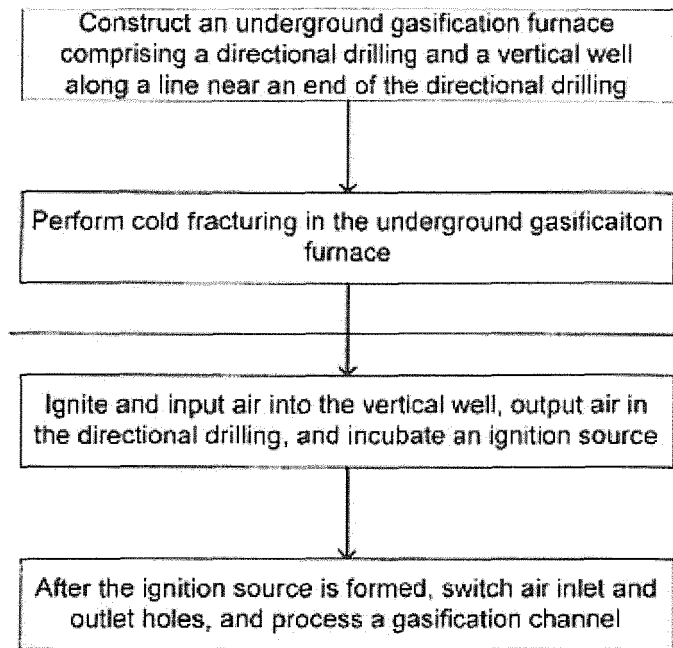 Construct an underground gasification furnace
comprising a directional drilling and a vertical well
along a line near an end of the directional drilling
Perform cold fracturing in the underground gasificaiton
furnace
Ignite and input air into the vertical well, output air in
the directional drilling, and incubate an ignition source
After the ignition source is formed, switch air inlet and
outlet holes, and process a gasification channel